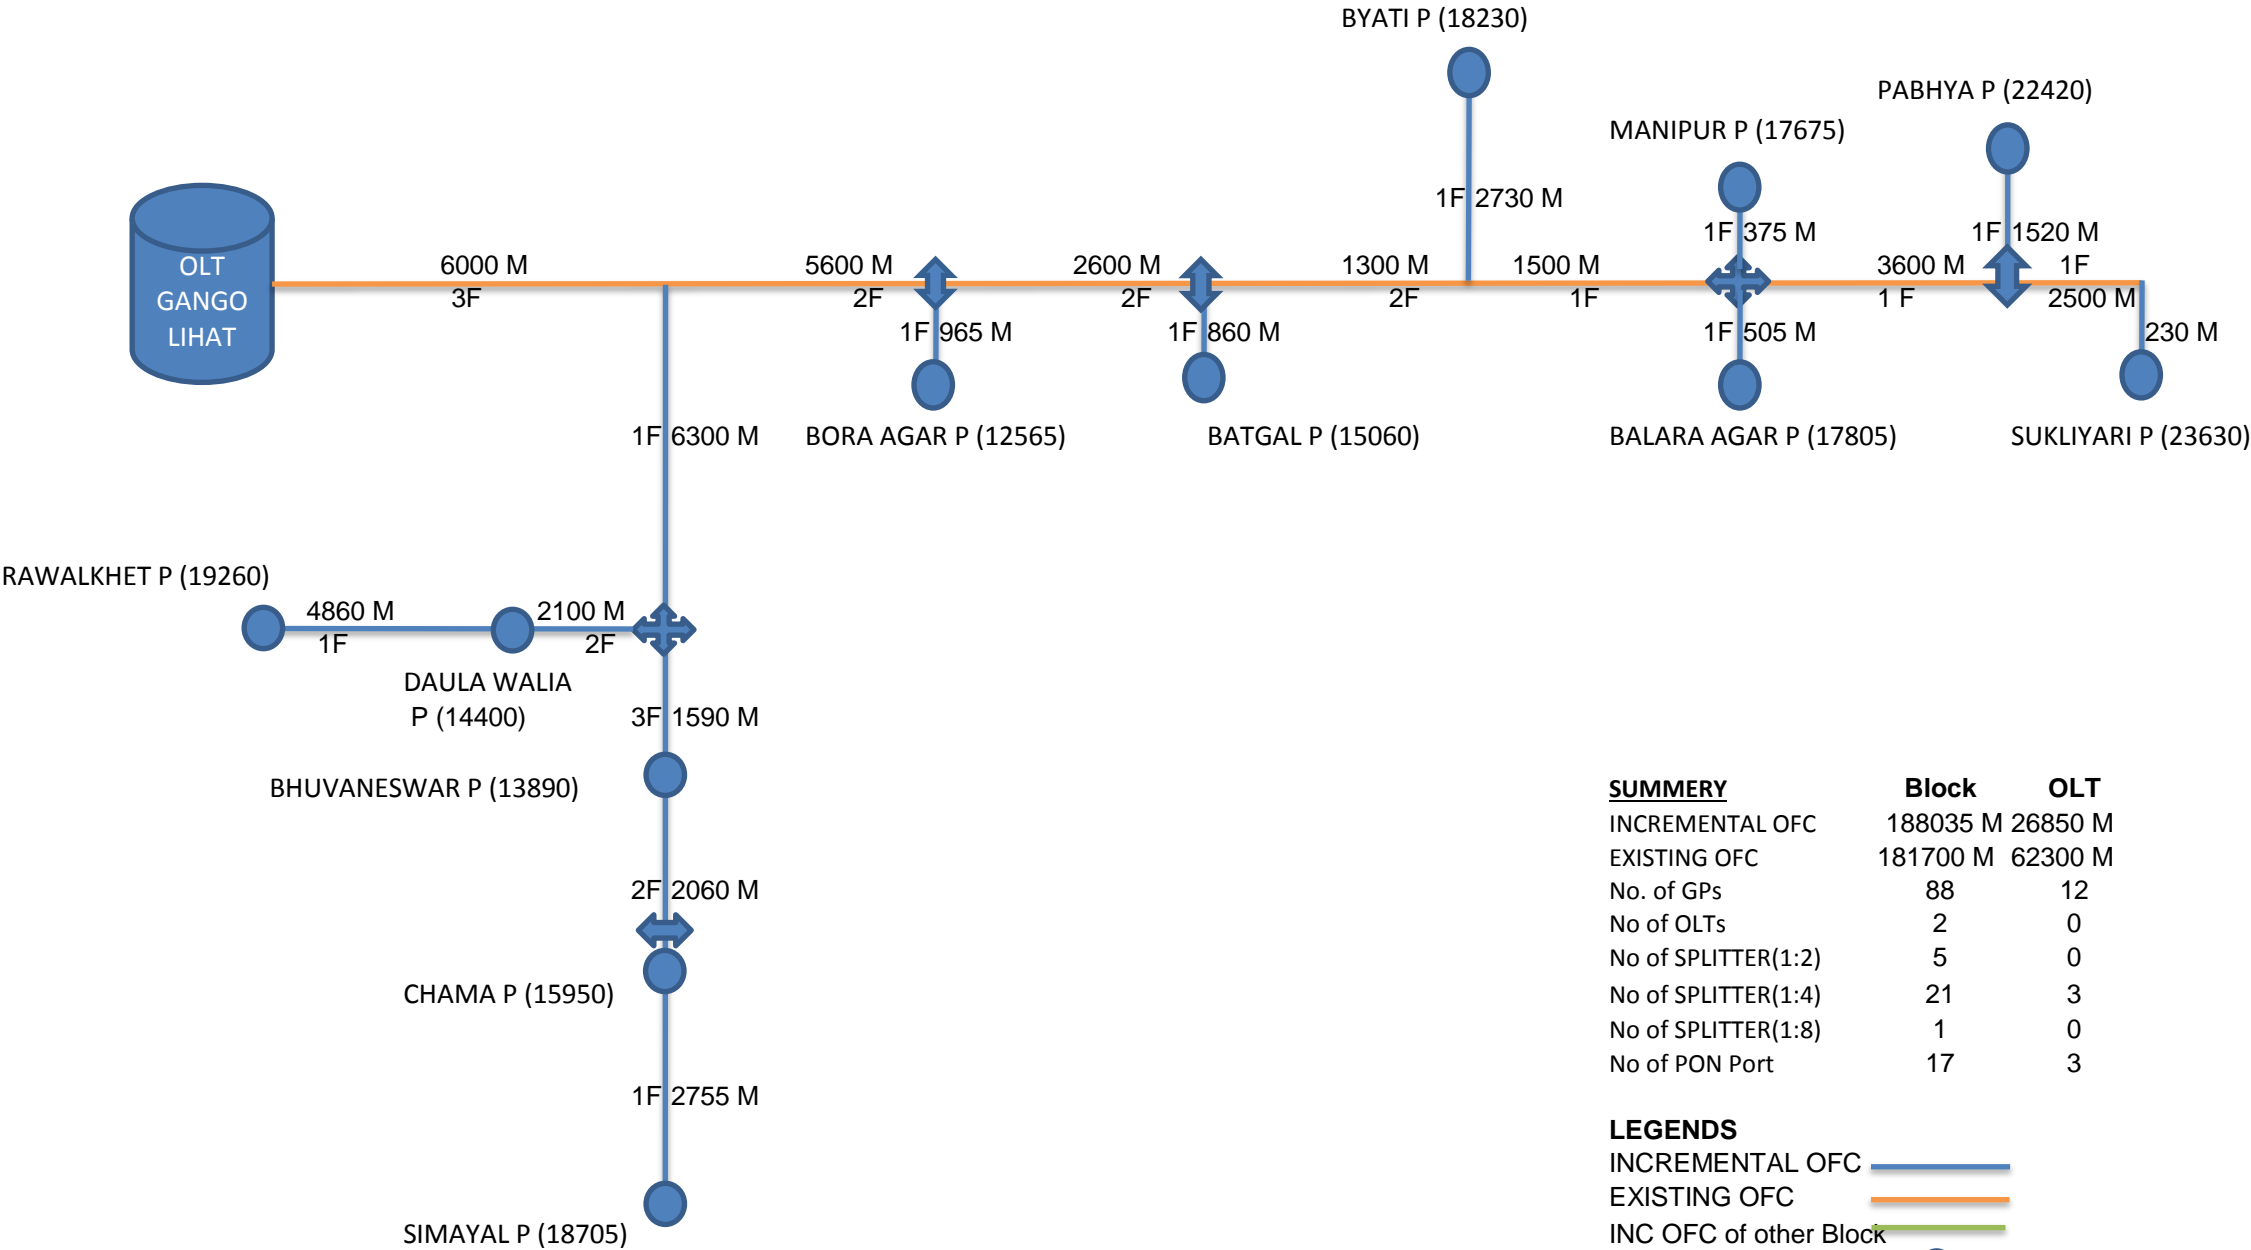 BYATI P (18230)
PABHYA P (22420)
MANIPUR P (17675)
1F 2730 M
1F 375 M
1F 1520 M
OLT
GANGO
LIHAT
6000 M
3F
5600 M
2F
2600 M
2F
1300 M
2F
1500 M
1F
3600 M
1 F
1F
2500 M
1F 965 M
1F 860 M
1F 505 M
230 M
1F 6300 M
BORA AGAR P (12565)
BATGAL P (15060)
BALARA AGAR P (17805)
SUKLIYARI P (23630)
RAWALKHET P (19260)
4860 M
1F
2100 M
2F
DAULA WALIA
P (14400)
3F 1590 M
BHUVANESWAR P (13890)
2F 2060 M
CHAMA P (15950)
1F 2755 M
SIMAYAL P (18705)
SUMMERY Block OLT
INCREMENTAL OFC 188035 M 26850 M
EXISTING OFC 181700 M 62300 M
No. of GPs 88 12
No of OLTs 2 0
No of SPLITTER(1:2) 5 0
No of SPLITTER(1:4) 21 3
No of SPLITTER(1:8) 1 0
No of PON Port 17 3
LEGENDS
INCREMENTAL OFC
EXISTING OFC
INC OFC of other Block